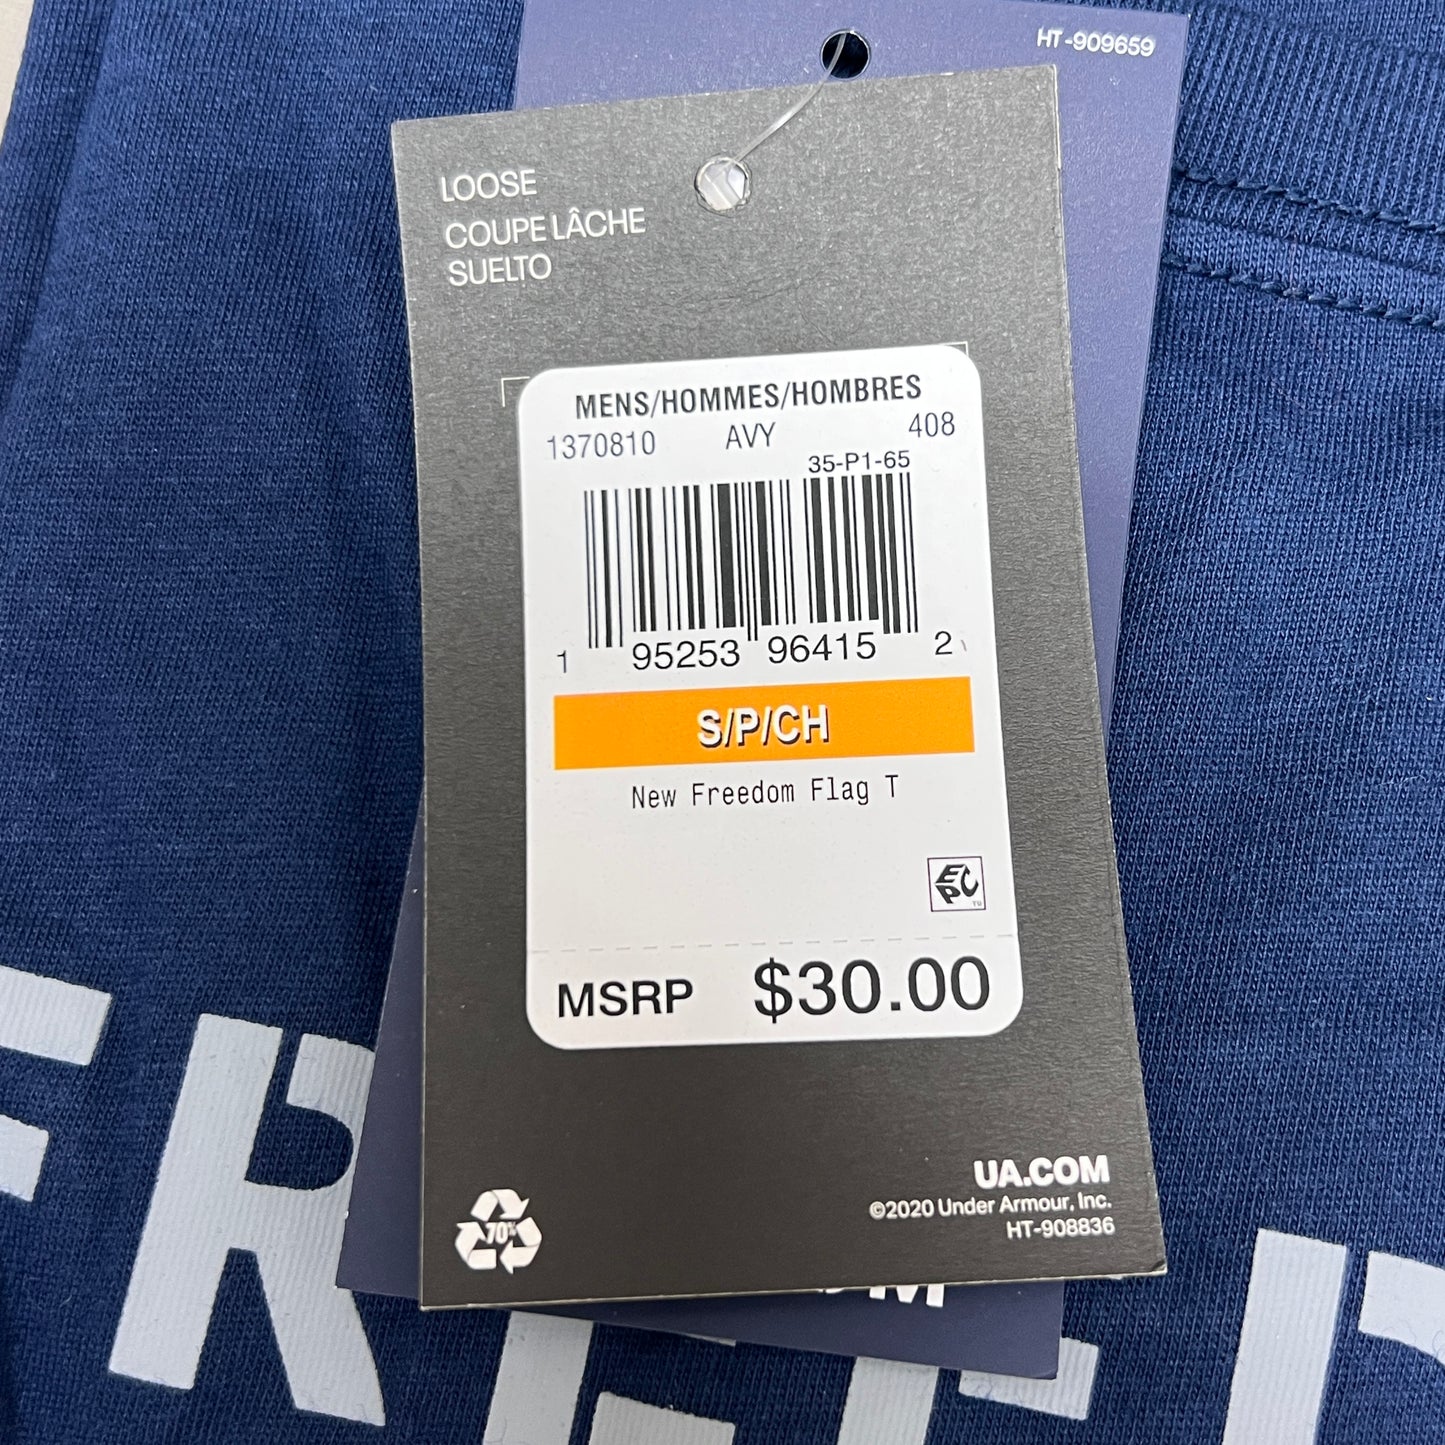 HT-909659
LOOSE
COUPE LÂCHE
SUELTO
MENS/HOMMES/HOMBRES
1370810 AVY 408
35-P1-65
1 95253 96415 2
S/P/CH
New Freedom Flag T
EPC
MSRP $30.00
UA.COM
©2020 Under Armour, Inc.
HT-908836
70%